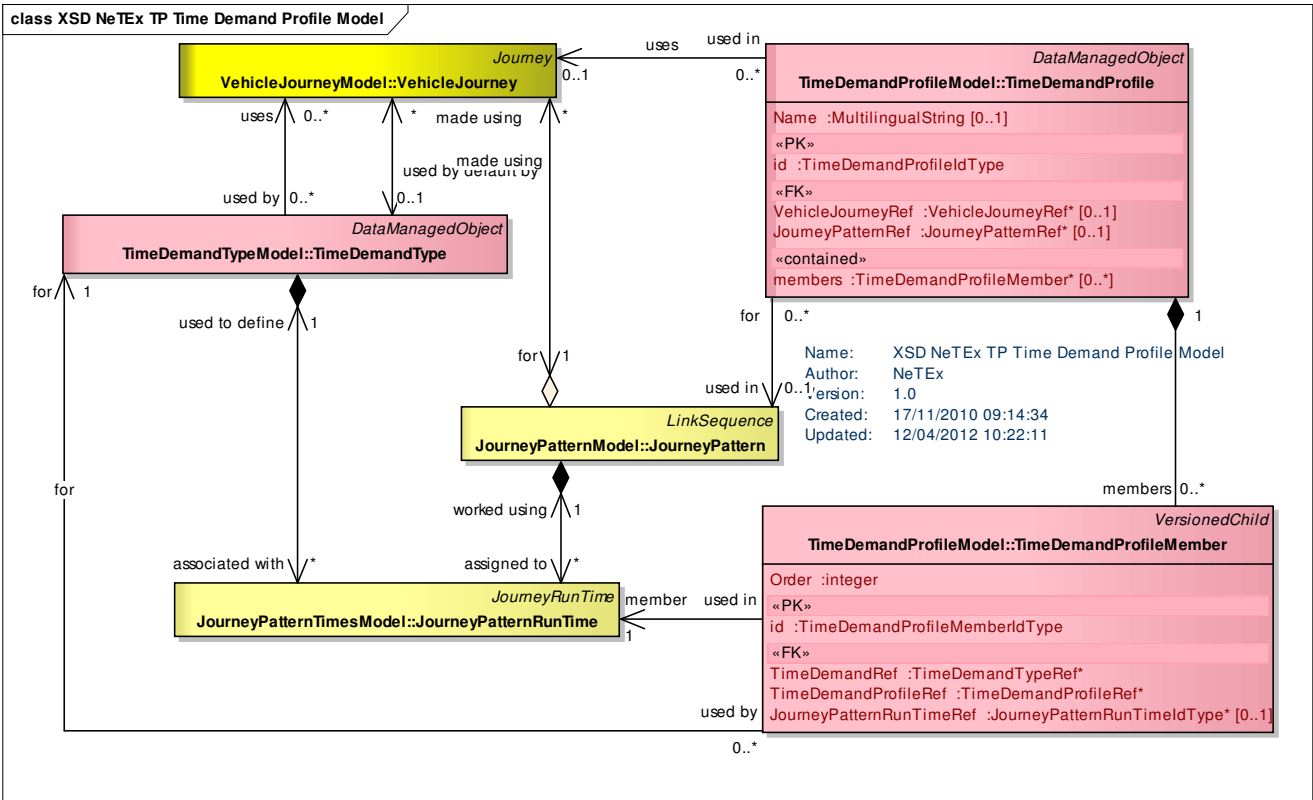 class XSD NeTEx TP Time Demand Profile Model
Journey
VehicleJourneyModel::VehicleJourney
uses
used in
0..1
0..*
DataManagedObject
TimeDemandProfileModel::TimeDemandProfile
Name :MultilingualString [0..1]
«PK»
id :TimeDemandProfileIdType
«FK»
VehicleJourneyRef :VehicleJourneyRef* [0..1]
JourneyPatternRef :JourneyPatternRef* [0..1]
«contained»
members :TimeDemandProfileMember* [0..*]
uses
0..*
*
made using
*
made using
used by default by
used by
0..*
0..1
DataManagedObject
TimeDemandTypeModel::TimeDemandType
for
1
used to define
1
for
1
for
0..*
used in
0..1
1
Name: XSD NeTEx TP Time Demand Profile Model
Author: NeTEx
Version: 1.0
Created: 17/11/2010 09:14:34
Updated: 12/04/2012 10:22:11
LinkSequence
JourneyPatternModel::JourneyPattern
for
worked using
1
members
0..*
associated with
*
assigned to
*
JourneyRunTime
JourneyPatternTimesModel::JourneyPatternRunTime
member
used in
1
VersionedChild
TimeDemandProfileModel::TimeDemandProfileMember
Order :integer
«PK»
id :TimeDemandProfileMemberIdType
«FK»
TimeDemandRef :TimeDemandTypeRef*
TimeDemandProfileRef :TimeDemandProfileRef*
JourneyPatternRunTimeRef :JourneyPatternRunTimeIdType* [0..1]
used by
0..*